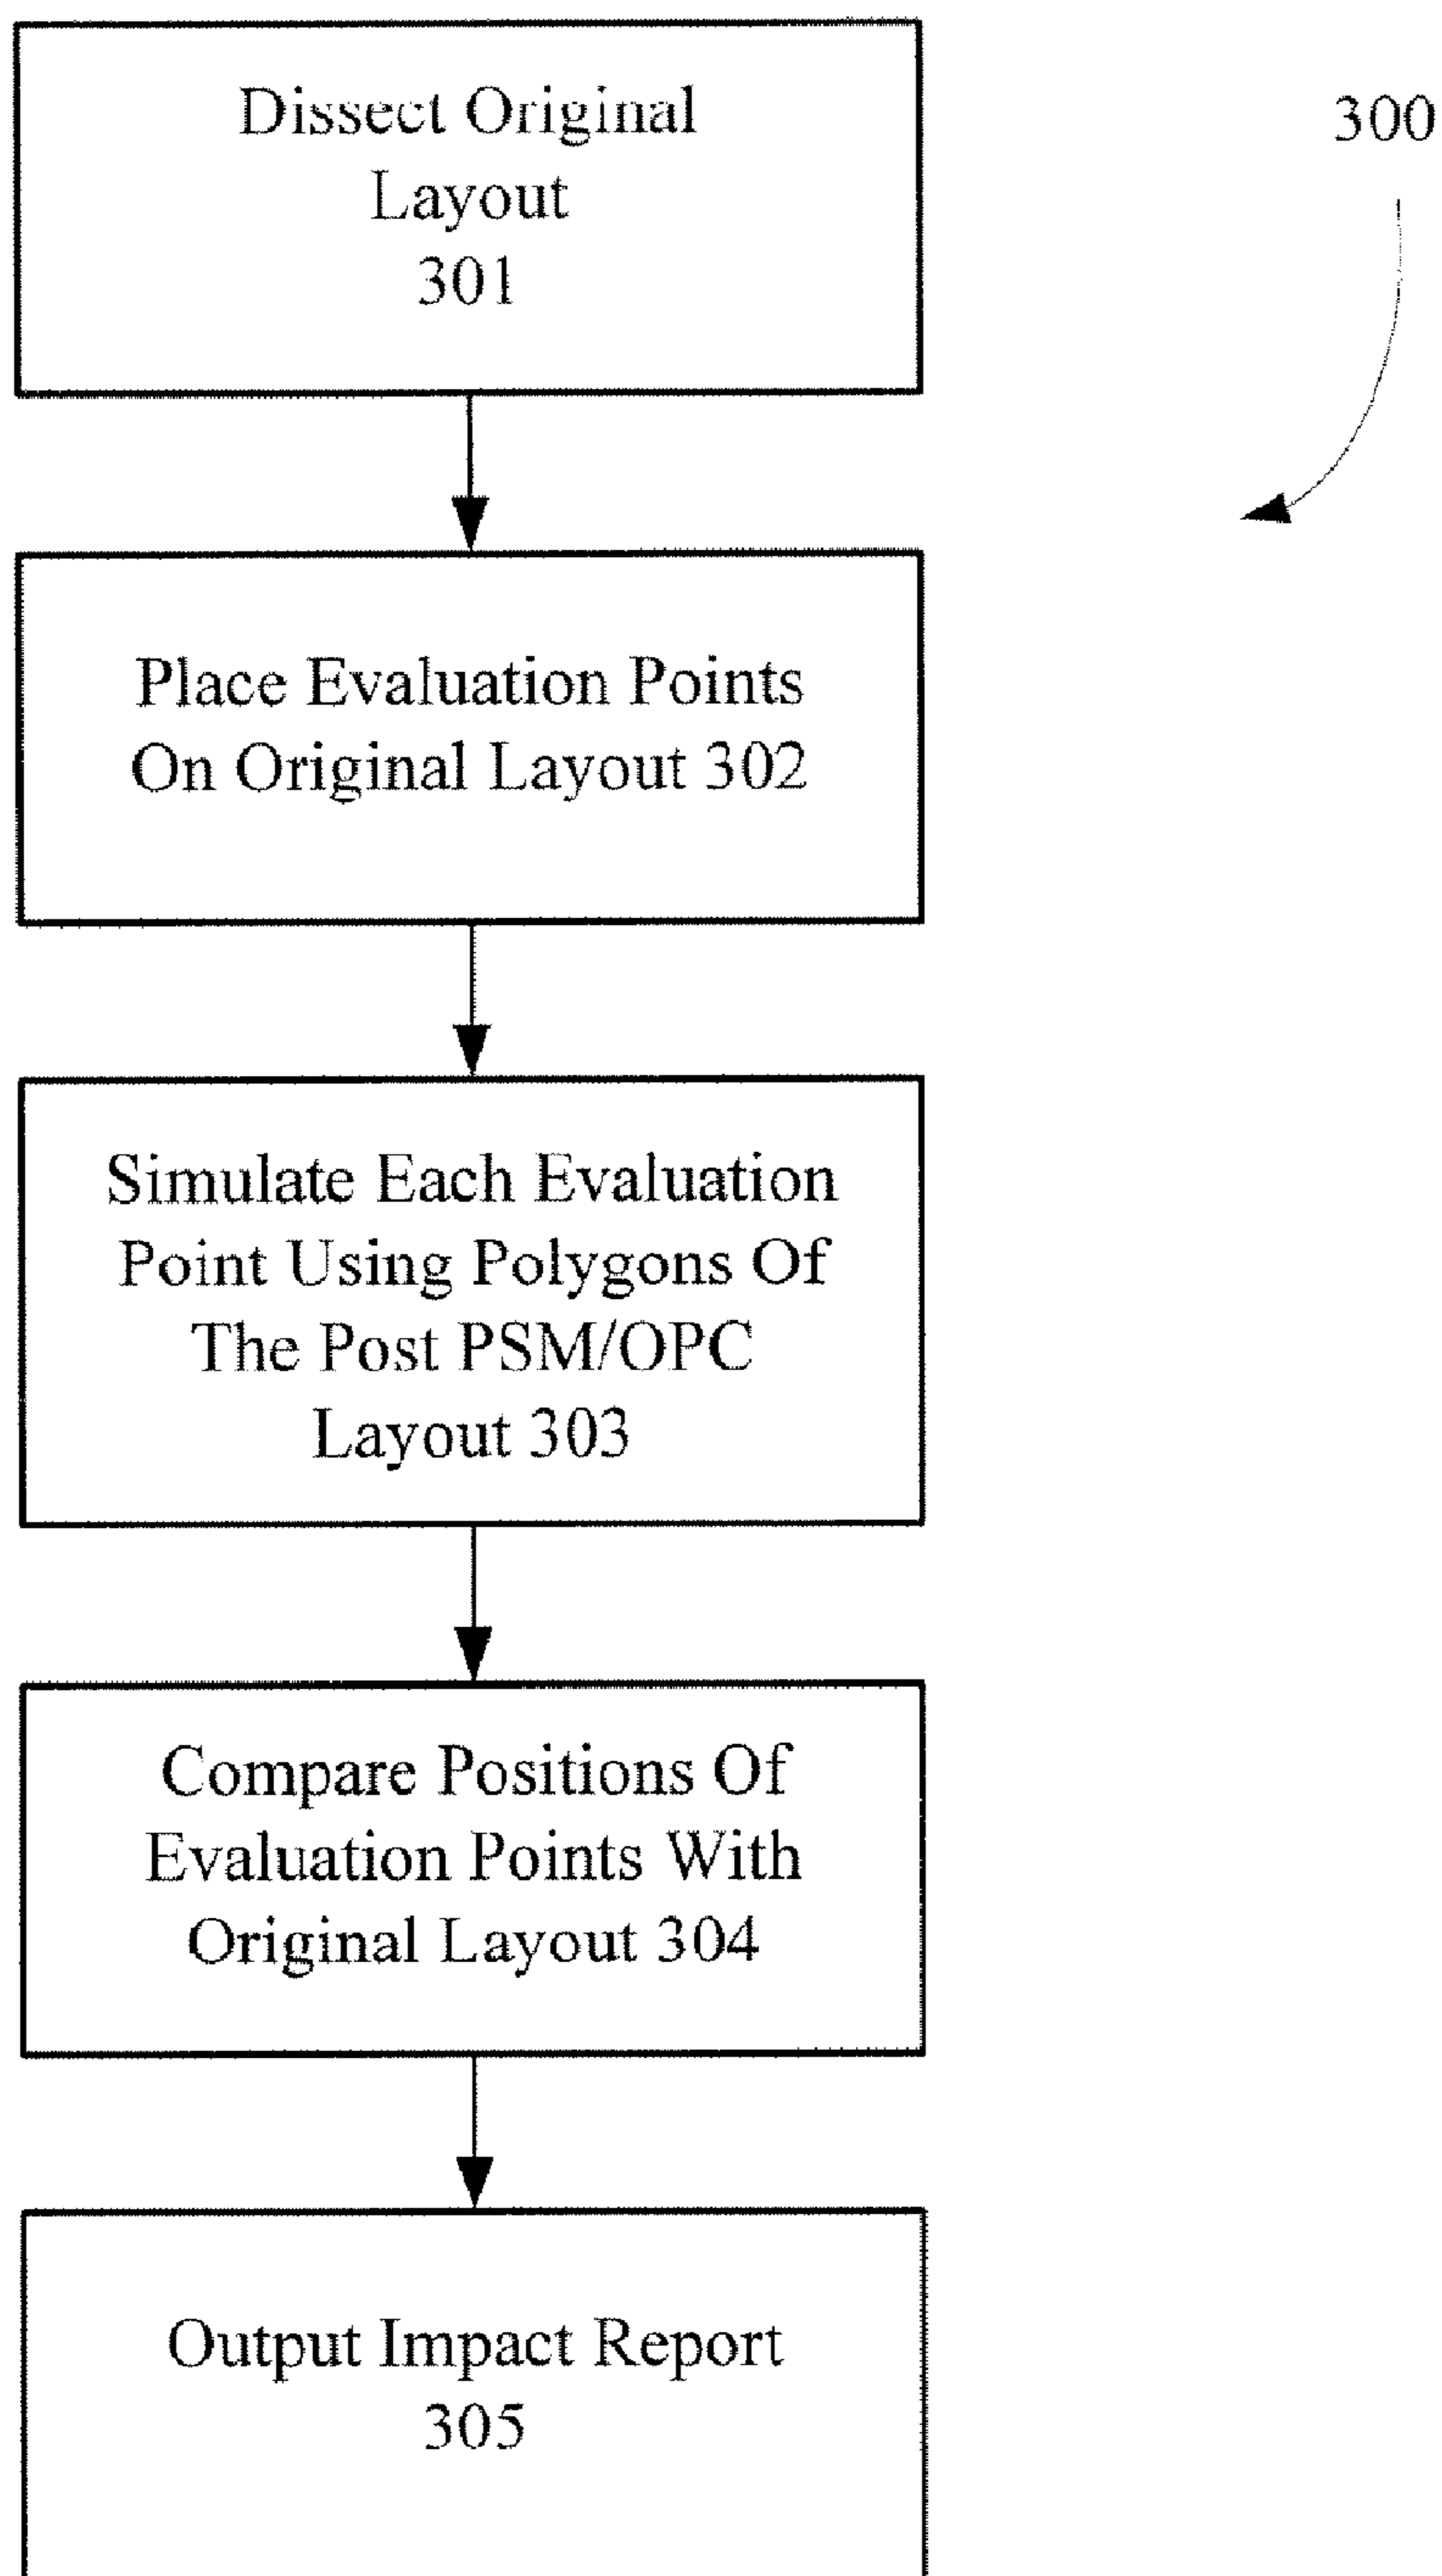 Dissect Original
Layout
301
300
Place Evaluation Points
On Original Layout 302
Simulate Each Evaluation
Point Using Polygons Of
The Post PSM/OPC
Layout 303
Compare Positions Of
Evaluation Points With
Original Layout 304
Output Impact Report
305